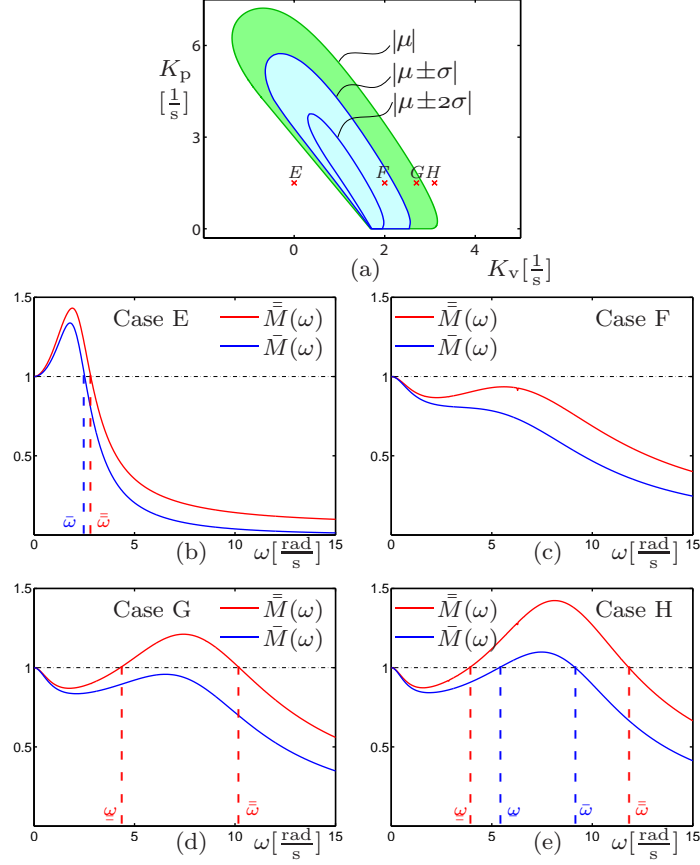 6
3
0
K_p
[1/s]
|μ|
|μ±σ|
|μ±2σ|
E
F
G
H
0
2
4
(a)
K_v[1/s]
1.5
1
0.5
Case E
M̿(ω)
M̄(ω)
ω̄
ω̿
0
5
10
15
(b)
ω[rad/s]
1.5
1
0.5
M̿(ω)
M̄(ω)
Case F
0
5
10
15
(c)
ω[rad/s]
1.5
1
0.5
Case G
M̿(ω)
M̄(ω)
ω̳
ω̿
0
5
10
15
(d)
ω[rad/s]
1.5
1
0.5
M̿(ω)
M̄(ω)
Case H
ω̳
ω̲
ω̄
ω̿
0
5
10
15
(e)
ω[rad/s]